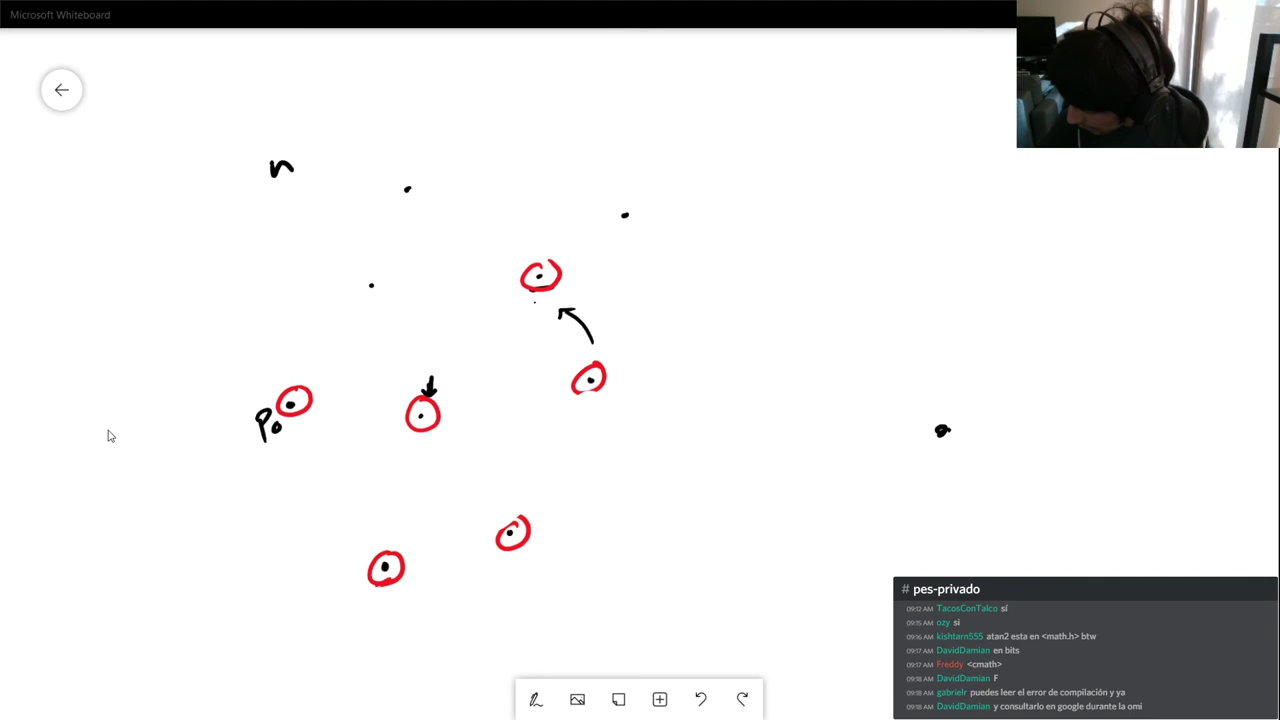 Microsoft Whiteboard
n
Po
# pes-privado
09:12 AM TacosConTalco sí
09:15 AM ozy sí
09:16 AM kishtarn555 atan2 esta en <math.h> btw
09:17 AM DavidDamian en bits
09:17 AM Freddy <cmath>
09:18 AM DavidDamian F
09:18 AM gabrielr puedes leer el error de compilación y ya
09:18 AM DavidDamian y consultarlo en google durante la omi